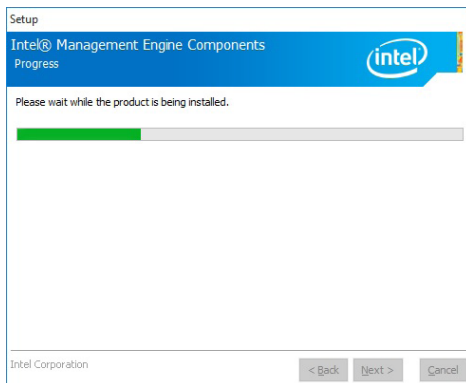 Setup
Intel® Management Engine Components
Progress
intel
Please wait while the product is being installed.
Intel Corporation
< Back Next > Cancel